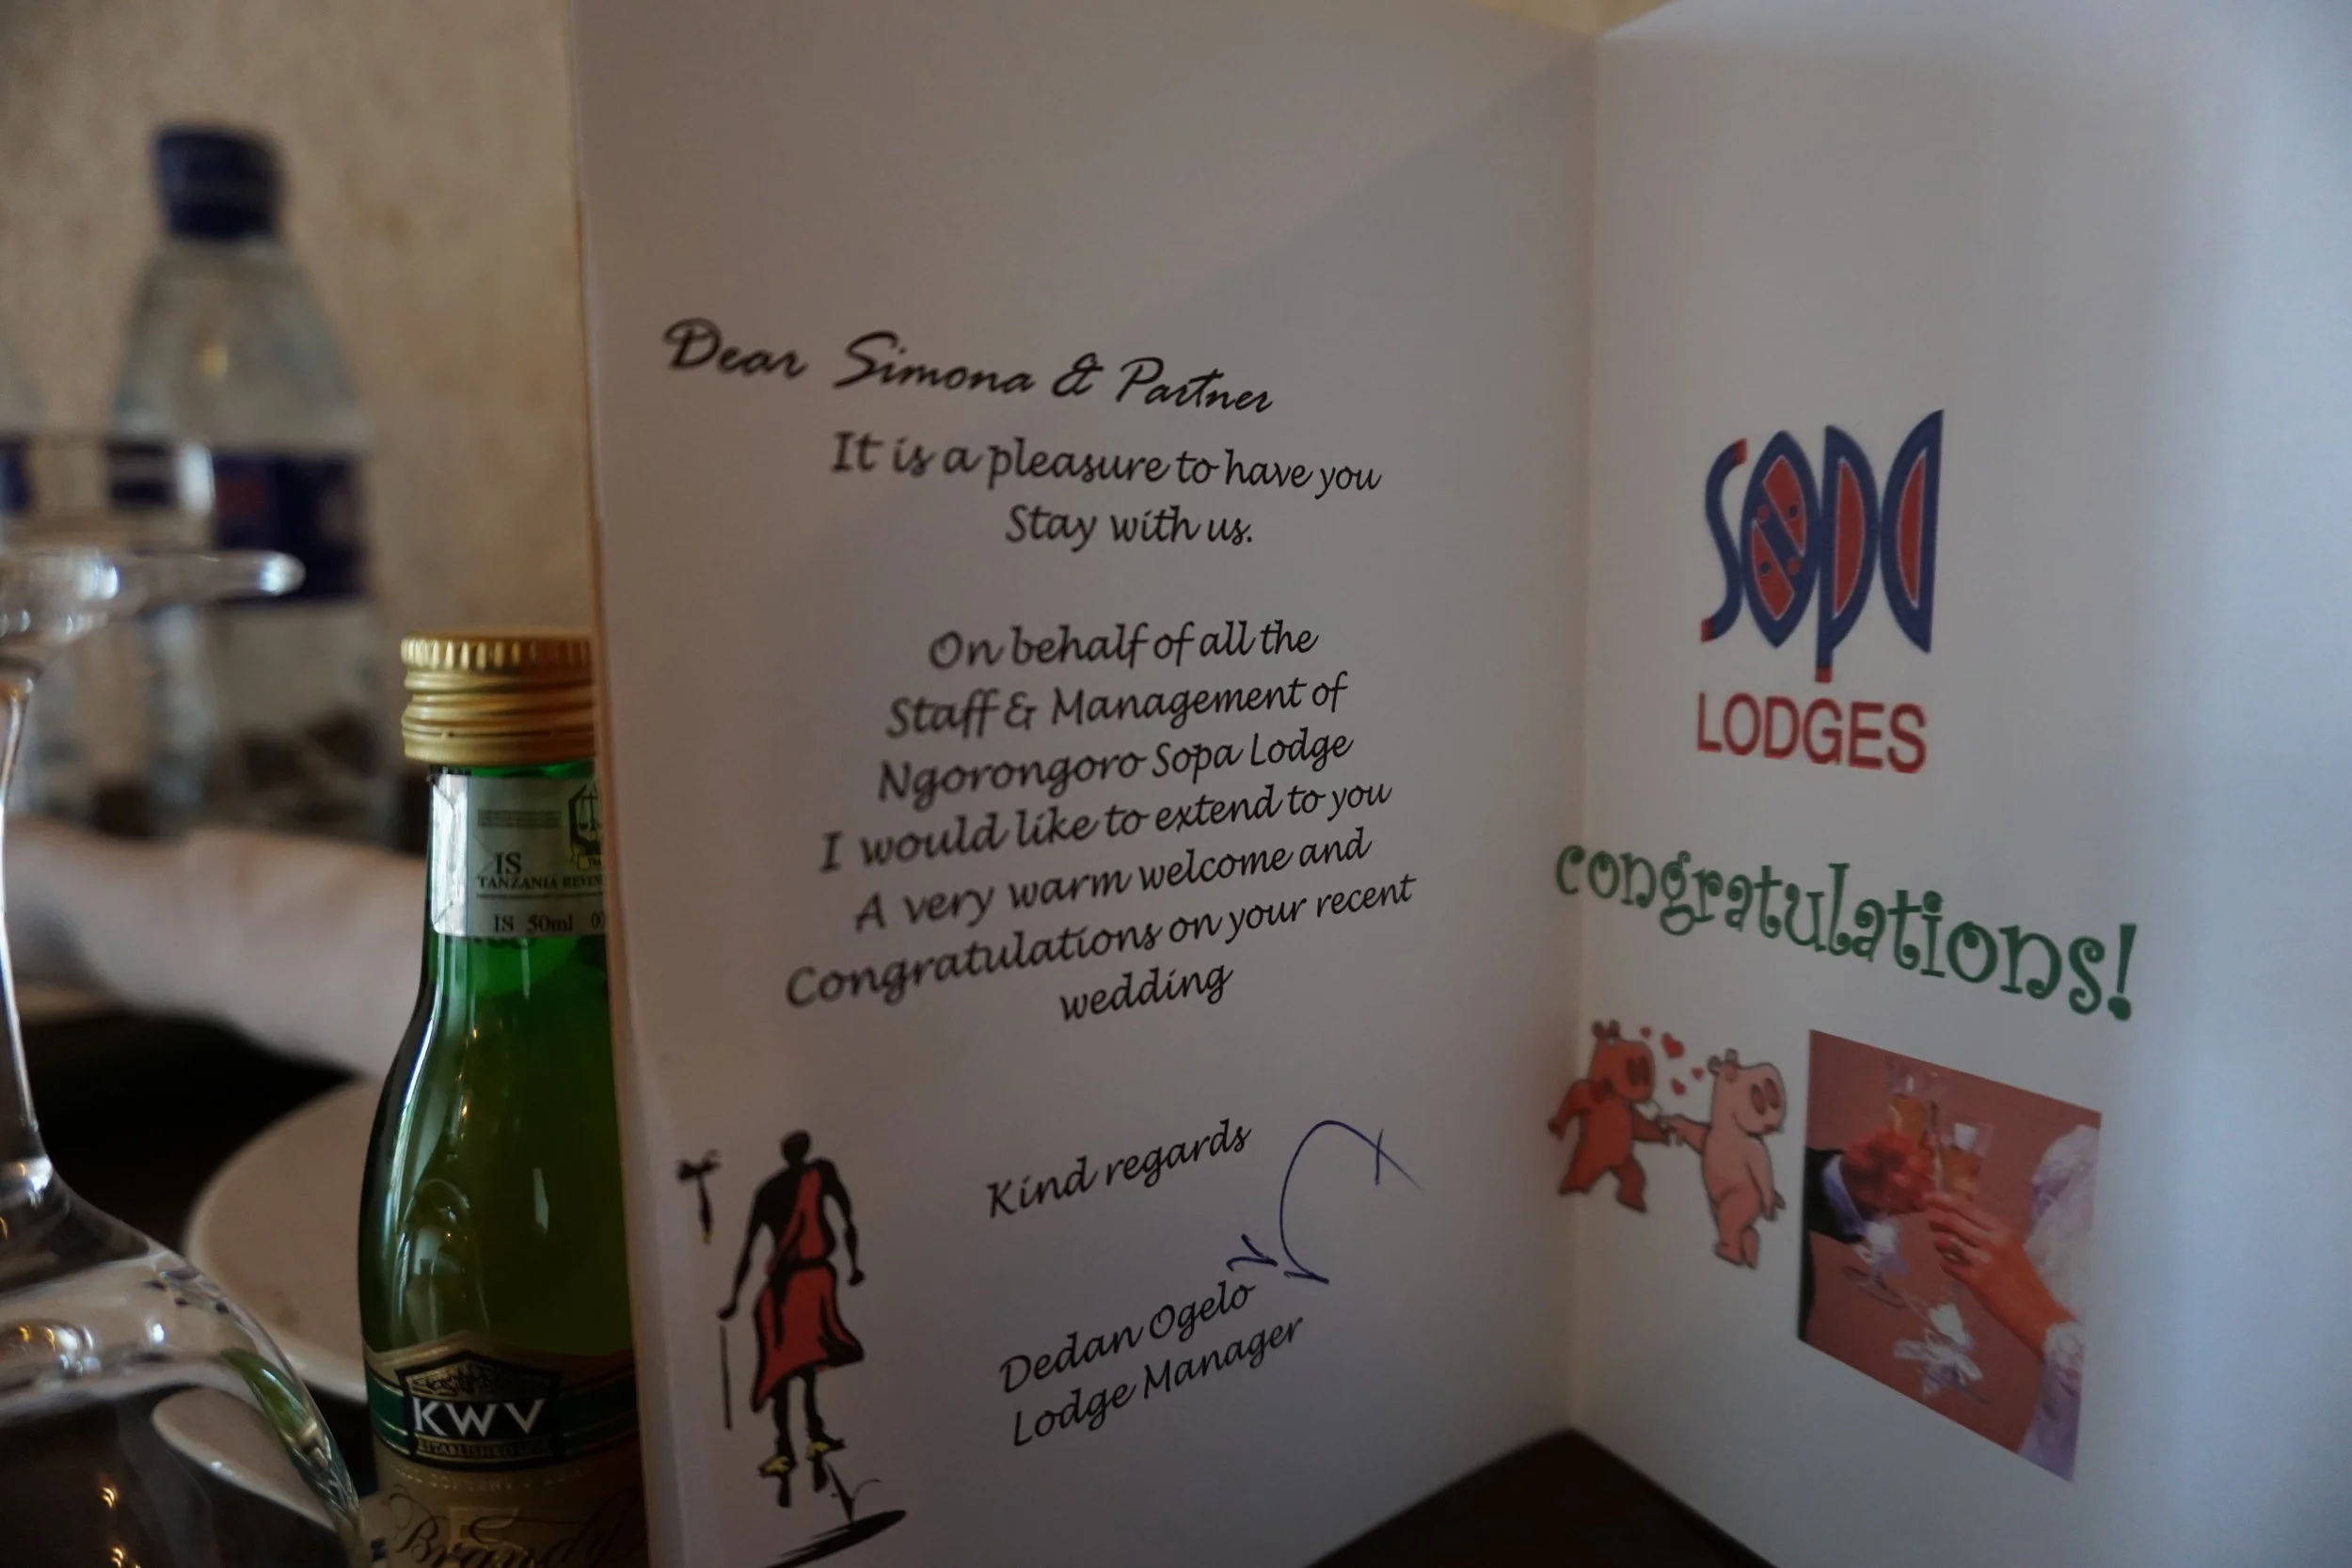 Dear Simona & Partner
It is a pleasure to have you
Stay with us.
On behalf of all the
Staff & Management of
Ngorongoro Sopa Lodge
I would like to extend to you
A very warm welcome and
Congratulations on your recent
wedding
Kind regards
Dedan Ogelo
Lodge Manager
sopa
LODGES
congratulations!
IS
TANZANIA
IS 50ml
KWV
Brandy